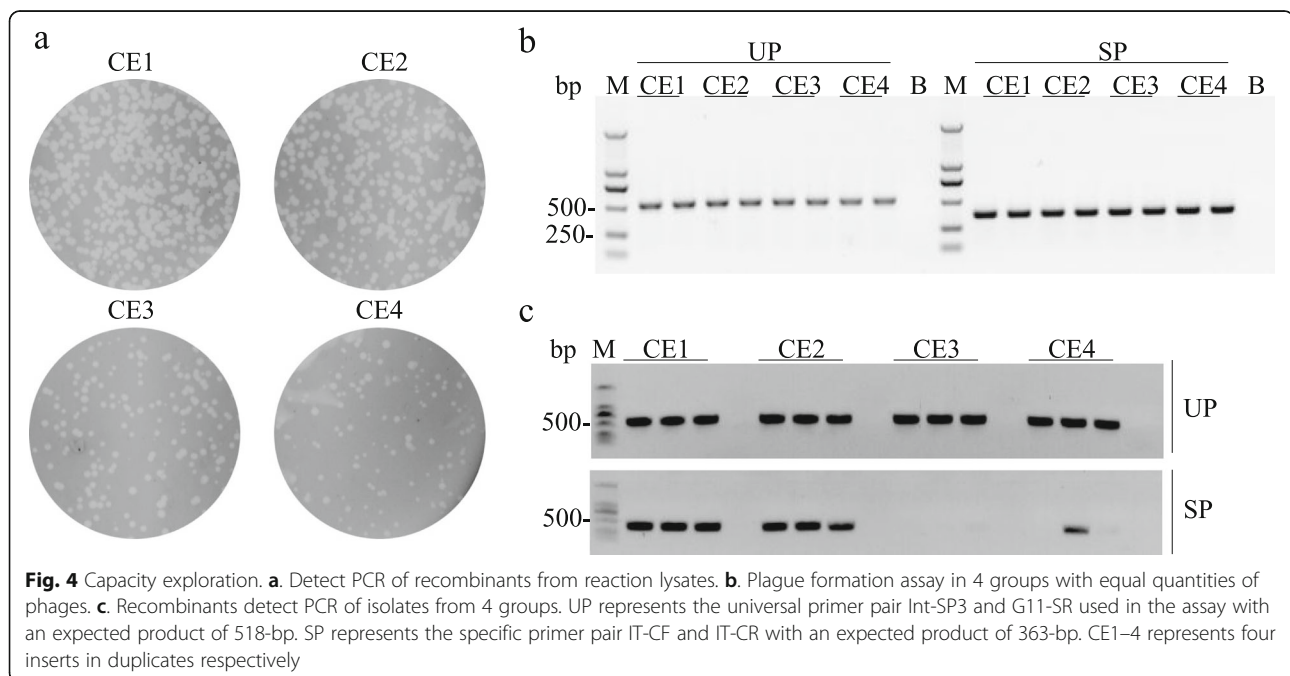 a
CE1 CE2
CE3 CE4
b
UP SP
bp M CE1 CE2 CE3 CE4 B M CE1 CE2 CE3 CE4 B
500-
250-
c
bp M CE1 CE2 CE3 CE4
500-
UP
500-
SP
Fig. 4 Capacity exploration. a. Detect PCR of recombinants from reaction lysates. b. Plague formation assay in 4 groups with equal quantities of
phages. c. Recombinants detect PCR of isolates from 4 groups. UP represents the universal primer pair Int-SP3 and G11-SR used in the assay with
an expected product of 518-bp. SP represents the specific primer pair IT-CF and IT-CR with an expected product of 363-bp. CE1–4 represents four
inserts in duplicates respectively